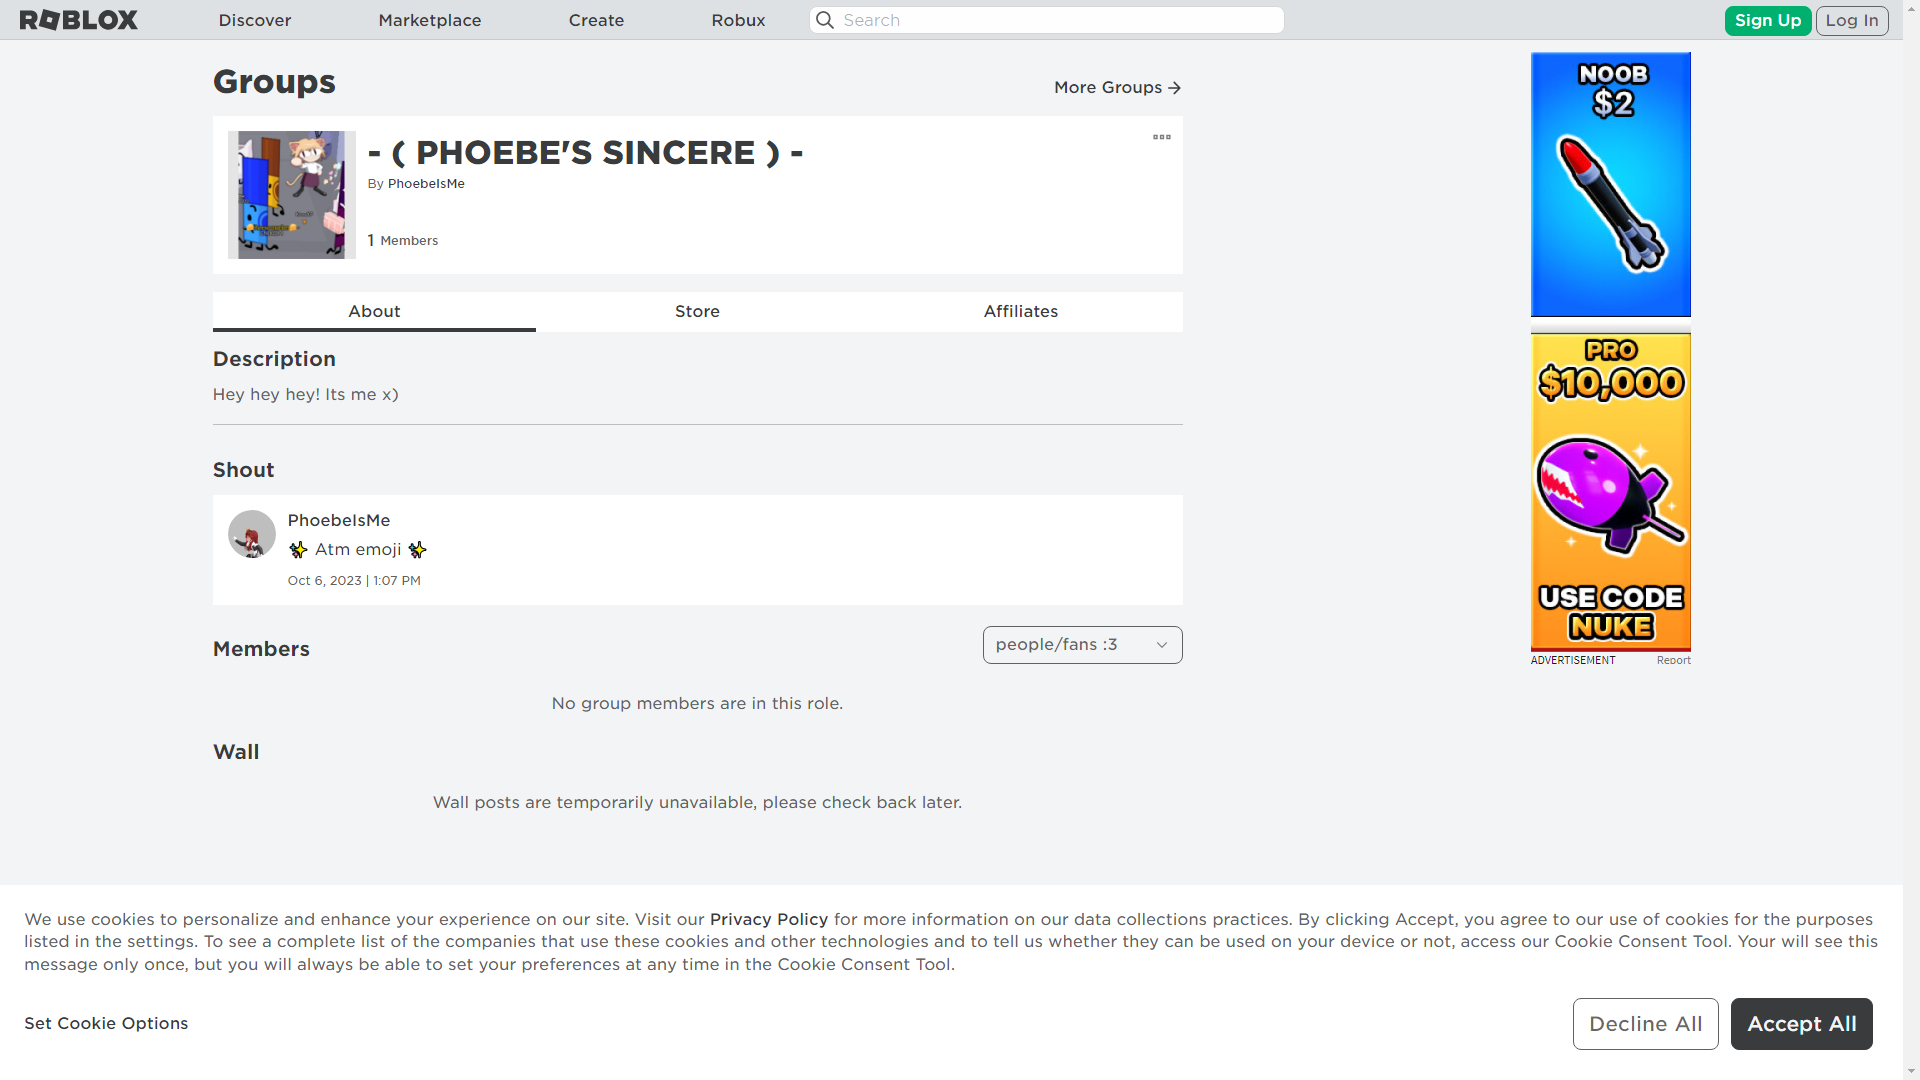 ROBLOX
Discover
Marketplace
Create
Robux
Search
Sign Up
Log In
Groups
More Groups
- ( PHOEBE'S SINCERE ) -
By PhoebeIsMe
1 Members
About
Store
Affiliates
Description
Hey hey hey! Its me x)
Shout
PhoebeIsMe
✨ Atm emoji ✨
Oct 6, 2023 | 1:07 PM
Members
people/fans :3
No group members are in this role.
Wall
Wall posts are temporarily unavailable, please check back later.
NOOB
$2
PRO
$10,000
USE CODE
NUKE
ADVERTISEMENT
Report
We use cookies to personalize and enhance your experience on our site. Visit our Privacy Policy for more information on our data collections practices. By clicking Accept, you agree to our use of cookies for the purposes
listed in the settings. To see a complete list of the companies that use these cookies and other technologies and to tell us whether they can be used on your device or not, access our Cookie Consent Tool. Your will see this
message only once, but you will always be able to set your preferences at any time in the Cookie Consent Tool.
Set Cookie Options
Decline All
Accept All